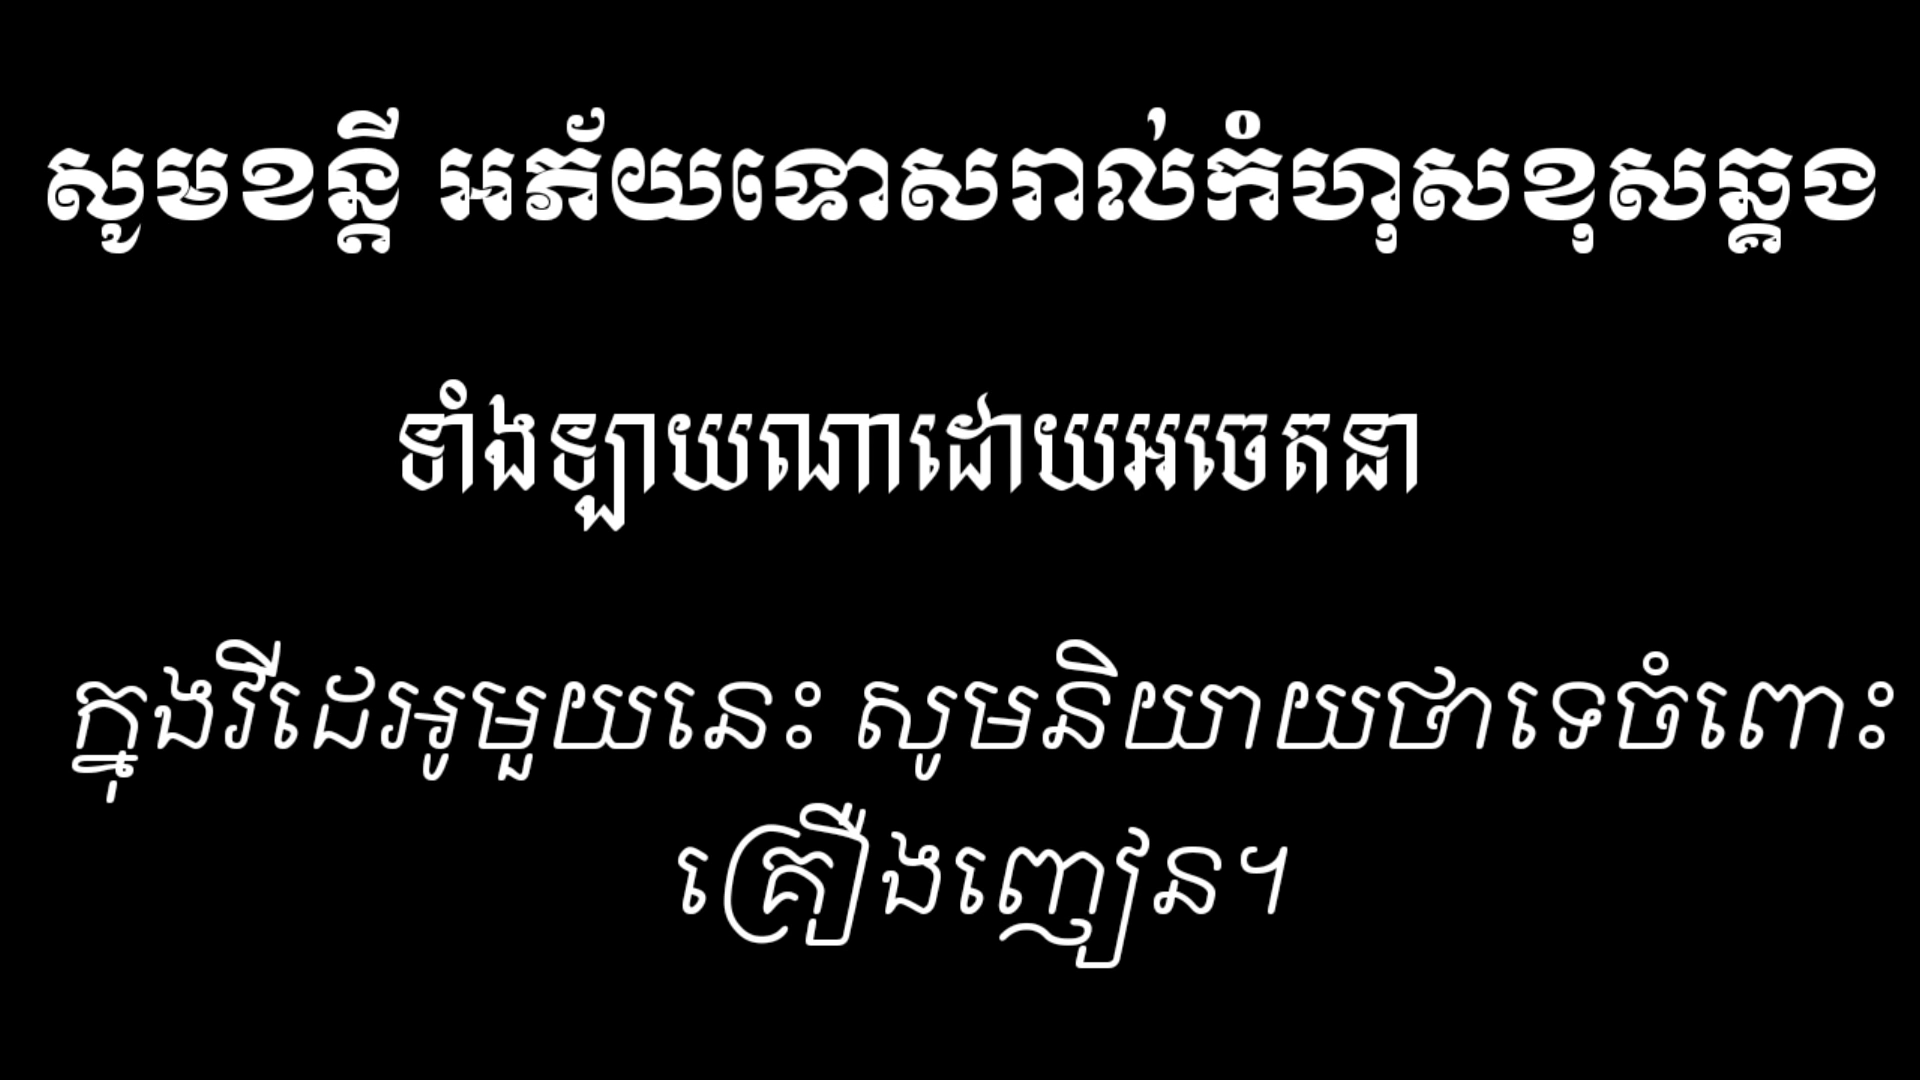 សូមខន្តី អភ័យទោសរាល់កំហុសខុសឆ្គង
ទាំងឡាយណាដោយអចេតនា
ក្នុងវីដេអូមួយនេះ សូមនិយាយថាទេចំពោះ
គ្រឿងញៀន។